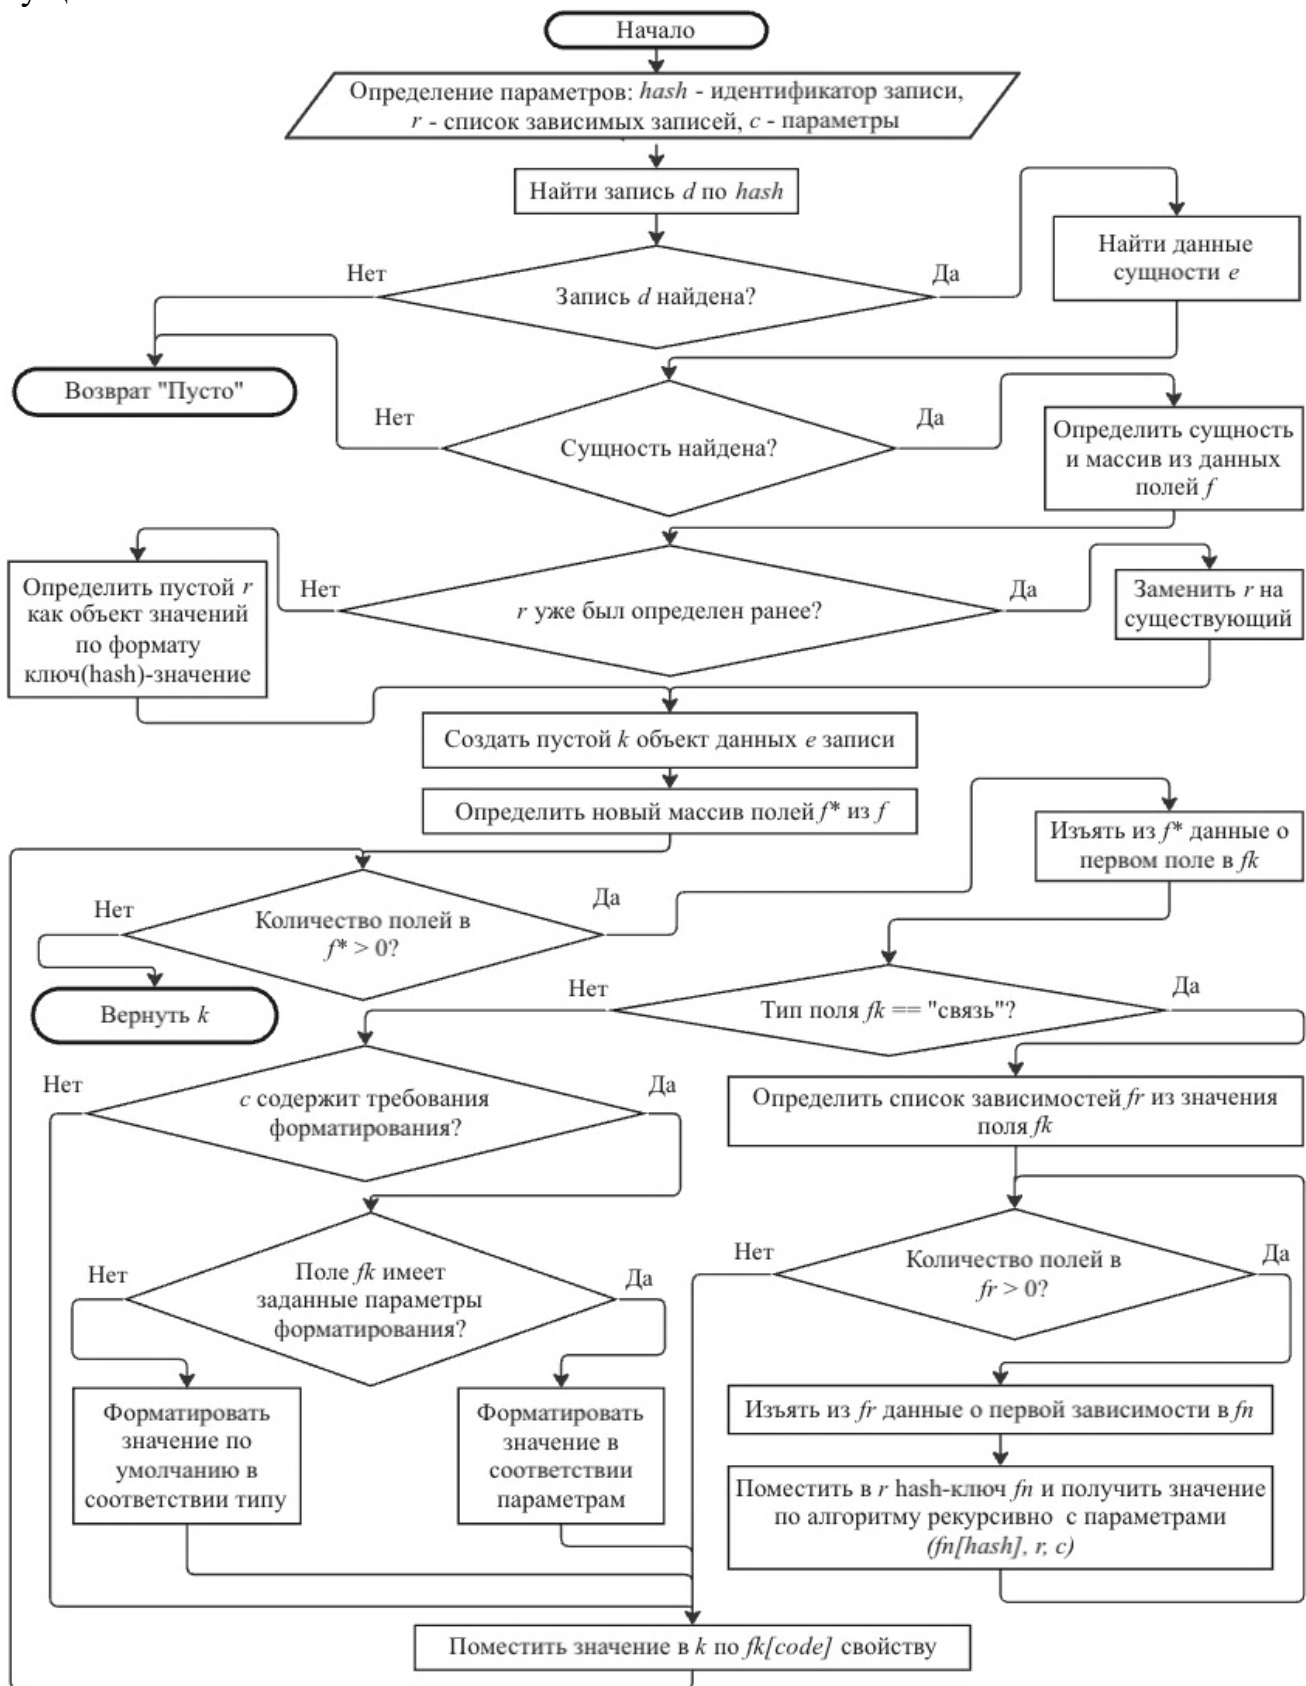 Начало
Определение параметров: hash - идентификатор записи,
r - список зависимых записей, c - параметры
Найти запись d по hash
Нет
Запись d найдена?
Да
Найти данные
сущности e
Возврат "Пусто"
Нет
Сущность найдена?
Да
Определить сущность
и массив из данных
полей f
Определить пустой r
как объект значений
по формату
ключ(hash)-значение
Нет
r уже был определен ранее?
Да
Заменить r на
существующий
Создать пустой k объект данных e записи
Определить новый массив полей f* из f
Изъять из f* данные о
первом поле в fk
Нет
Количество полей в
f* > 0?
Да
Вернуть k
Нет
Тип поля fk == "связь"?
Да
Нет
c содержит требования
форматирования?
Да
Определить список зависимостей fr из значения
поля fk
Нет
Поле fk имеет
заданные параметры
форматирования?
Да
Нет
Количество полей в
fr > 0?
Да
Форматировать
значение по
умолчанию в
соответствии типу
Форматировать
значение в
соответствии
параметрам
Изъять из fr данные о первой зависимости в fn
Поместить в r hash-ключ fn и получить значение
по алгоритму рекурсивно с параметрами
(fn[hash], r, c)
Поместить значение в k по fk[code] свойству